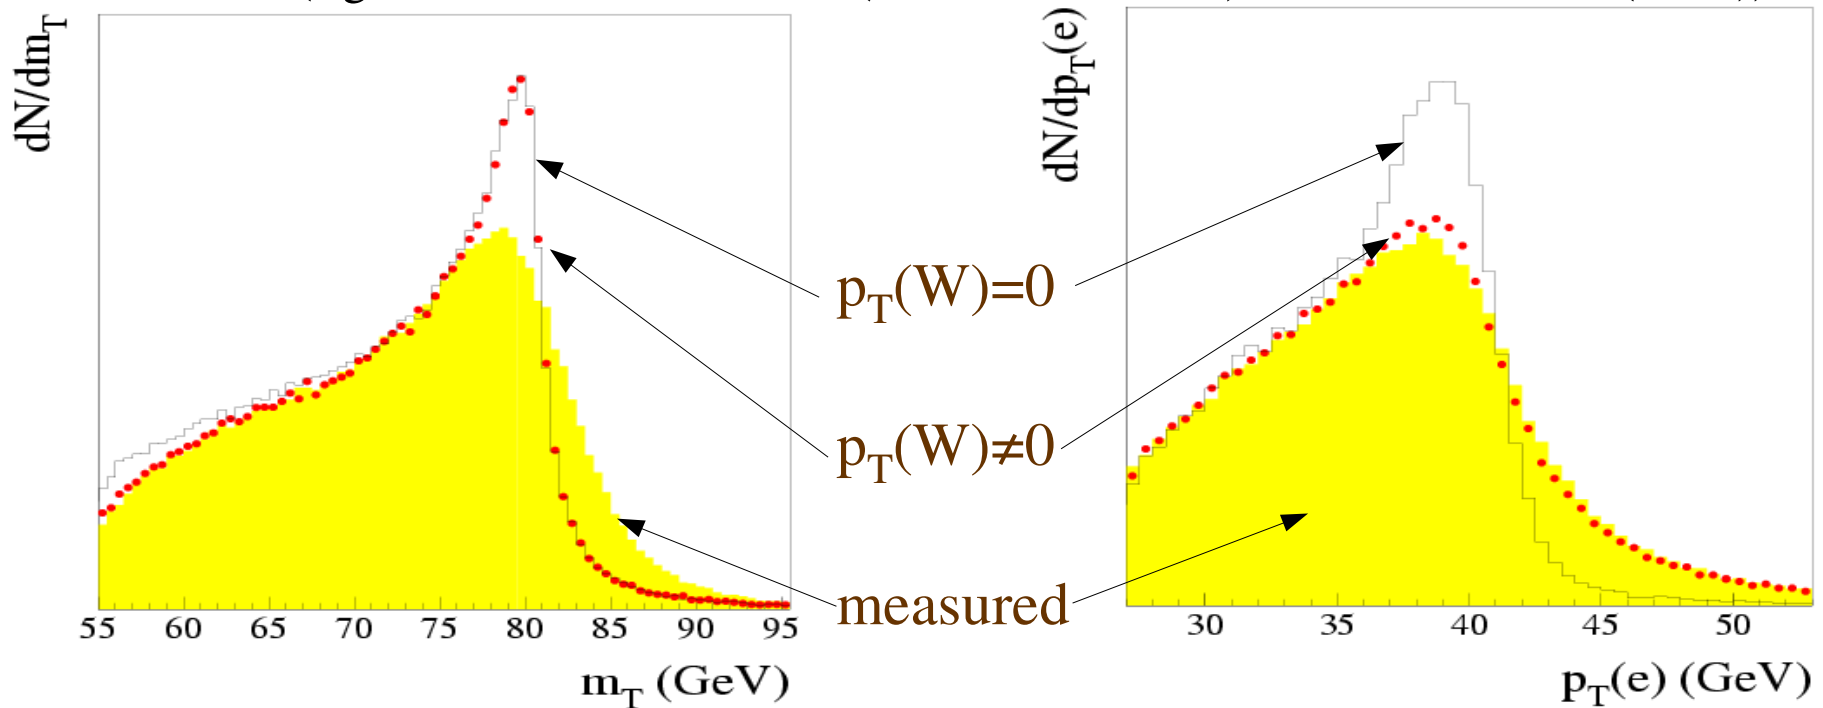 dN/dm_T
55 60 65 70 75 80 85 90 95
m_T (GeV)
p_T(W)=0
p_T(W)≠0
measured
dN/dp_T(e)
30 35 40 45 50
p_T(e) (GeV)